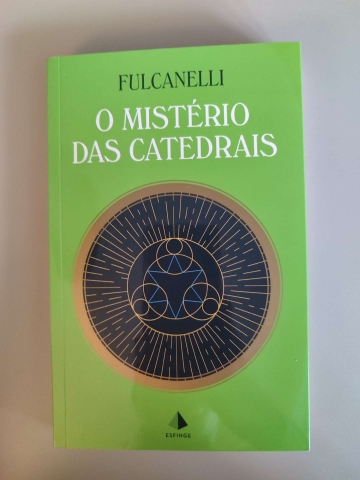 FULCANELLI
O MISTÉRIO
DAS CATEDRAIS
ESFINGE